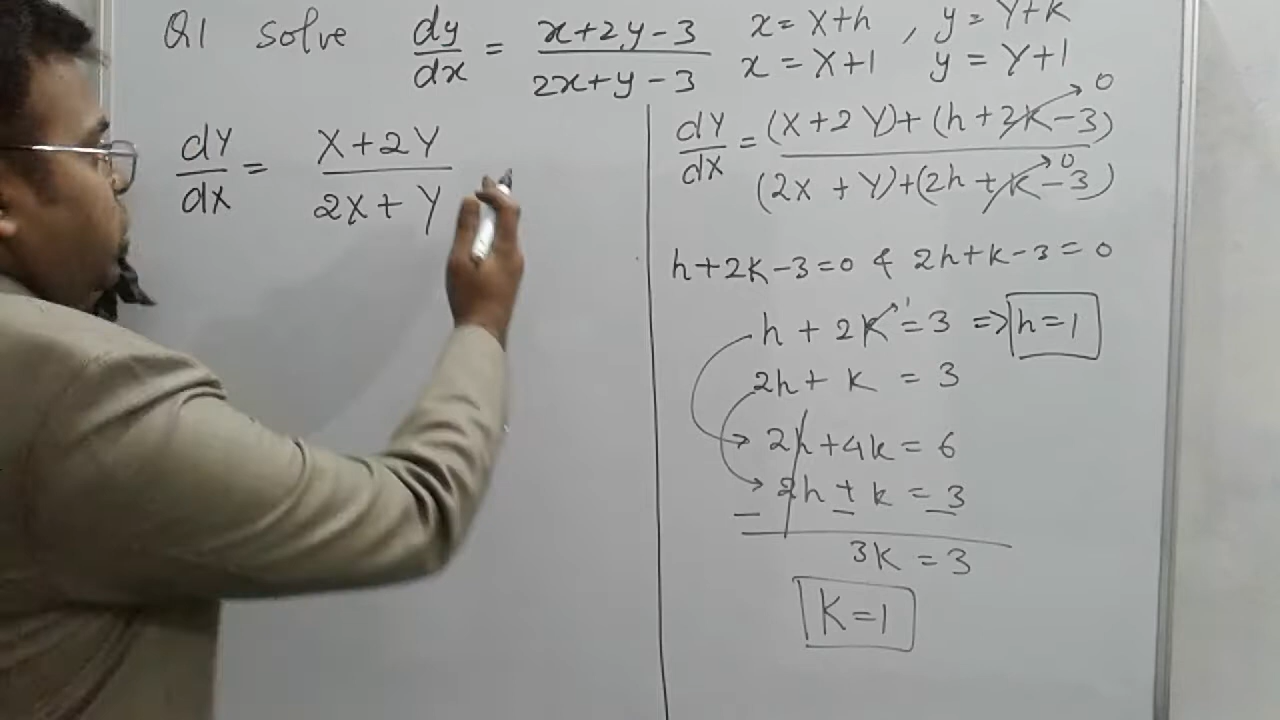 Q1 Solve dy/dx = x+2y-3 / 2x+y-3
x = X+h , y = Y+k
x = X+1 y = Y+1
dY/dX = X+2Y / 2X+Y
dY/dX = (X+2Y)+(h+2k-3) → 0 / (2X+Y)+(2h+k-3) → 0
h+2k-3=0 & 2h+k-3=0
h + 2k → 1 = 3 => h=1
2h + k = 3
→ 2h+4k = 6
→ 2h + k = 3
− − −
3k = 3
K=1